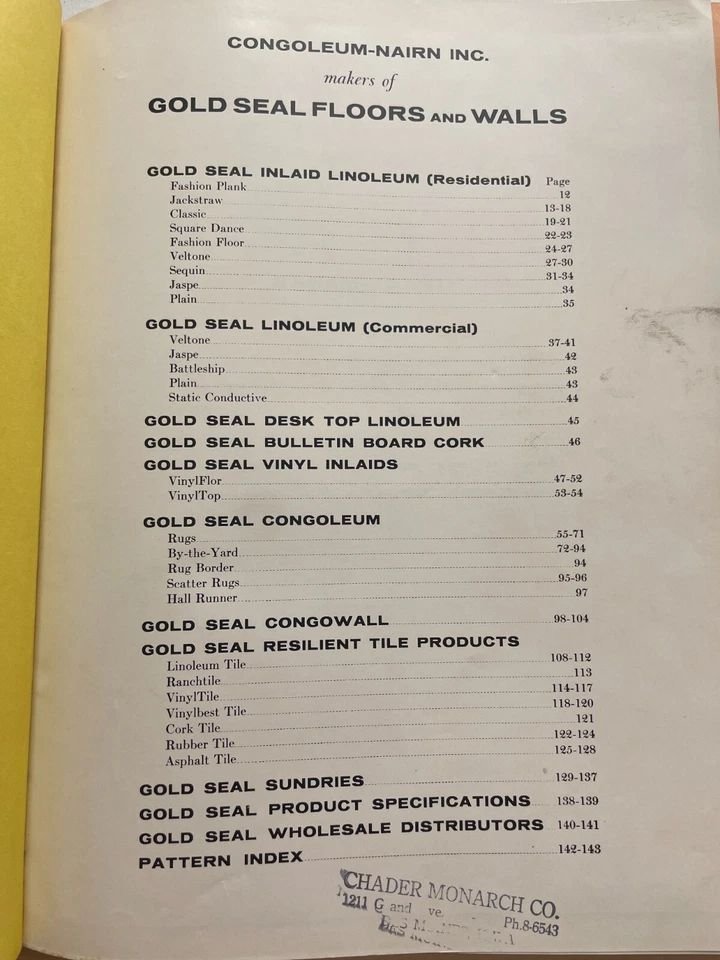 CONGOLEUM-NAIRN INC.
makers of
GOLD SEAL FLOORS AND WALLS
GOLD SEAL INLAID LINOLEUM (Residential) Page
Fashion Plank 12
Jackstraw 13-18
Classic 19-21
Square Dance 22-23
Fashion Floor 24-27
Veltone 27-30
Sequin 31-34
Jaspe 34
Plain 35
GOLD SEAL LINOLEUM (Commercial)
Veltone 37-41
Jaspe 42
Battleship 43
Plain 43
Static Conductive 44
GOLD SEAL DESK TOP LINOLEUM 45
GOLD SEAL BULLETIN BOARD CORK 46
GOLD SEAL VINYL INLAIDS
VinylFlor 47-52
VinylTop 53-54
GOLD SEAL CONGOLEUM
Rugs 55-71
By-the-Yard 72-94
Rug Border 94
Scatter Rugs 95-96
Hall Runner 97
GOLD SEAL CONGOWALL 98-104
GOLD SEAL RESILIENT TILE PRODUCTS
Linoleum Tile 108-112
Ranchtile 113
VinylTile 114-117
Vinylbest Tile 118-120
Cork Tile 121
Rubber Tile 122-124
Asphalt Tile 125-128
GOLD SEAL SUNDRIES 129-137
GOLD SEAL PRODUCT SPECIFICATIONS 138-139
GOLD SEAL WHOLESALE DISTRIBUTORS 140-141
PATTERN INDEX 142-143
CHADER MONARCH CO.
1211 Ph.8-6543